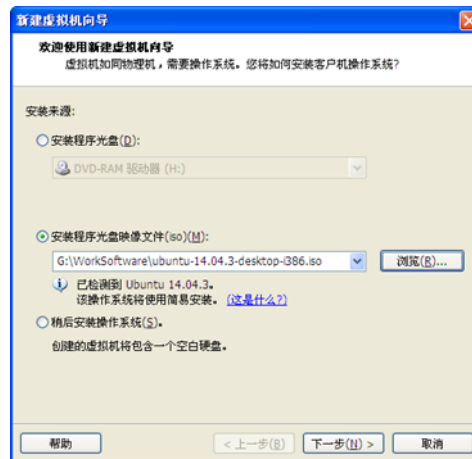 新建虚拟机向导
欢迎使用新建虚拟机向导
虚拟机如同物理机，需要操作系统。您将如何安装客户机操作系统?
安装来源:
安装程序光盘(D):
DVD-RAM 驱动器 (H:)
安装程序光盘映像文件(iso)(M):
G:\WorkSoftware\ubuntu-14.04.3-desktop-i386.iso
浏览(R)...
已检测到 Ubuntu 14.04.3。
该操作系统将使用简易安装。 (这是什么?)
稍后安装操作系统(S)。
创建的虚拟机将包含一个空白硬盘。
帮助 < 上一步(B) 下一步(N) > 取消